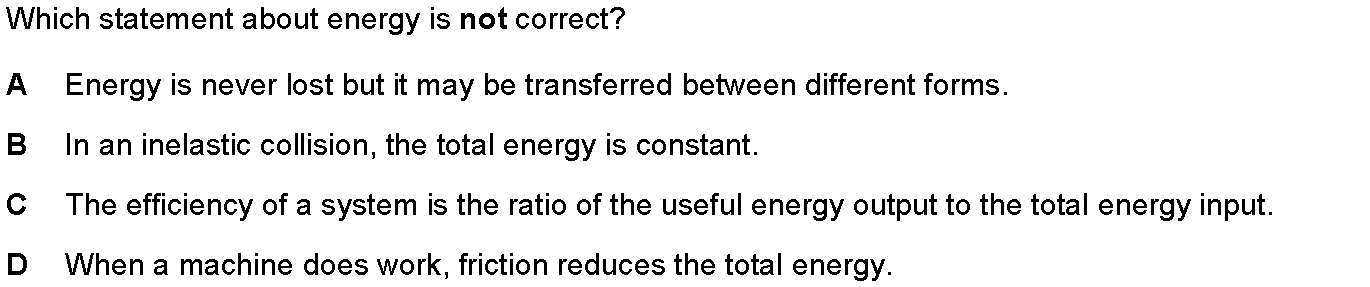 Which statement about energy is not correct?
A Energy is never lost but it may be transferred between different forms.
B In an inelastic collision, the total energy is constant.
C The efficiency of a system is the ratio of the useful energy output to the total energy input.
D When a machine does work, friction reduces the total energy.